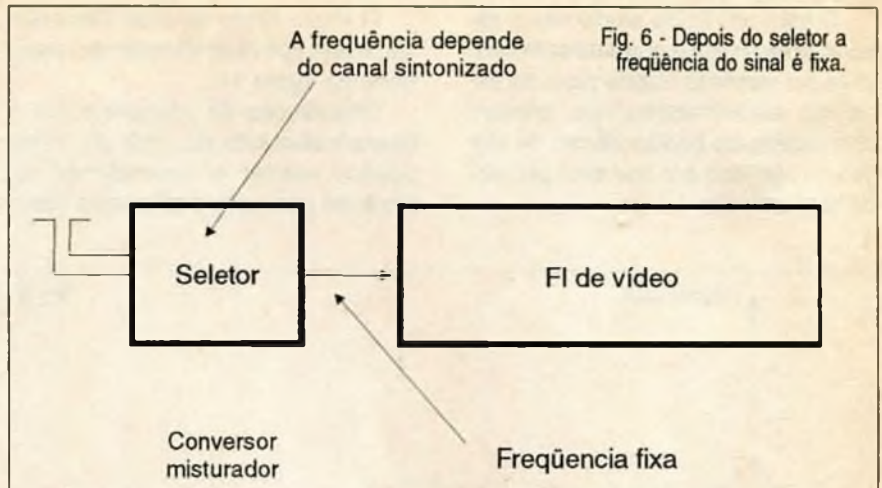 A frequência depende
do canal sintonizado
Fig. 6 - Depois do seletor a
freqüência do sinal é fixa.
Seletor
FI de vídeo
Conversor
misturador
Freqüencia fixa